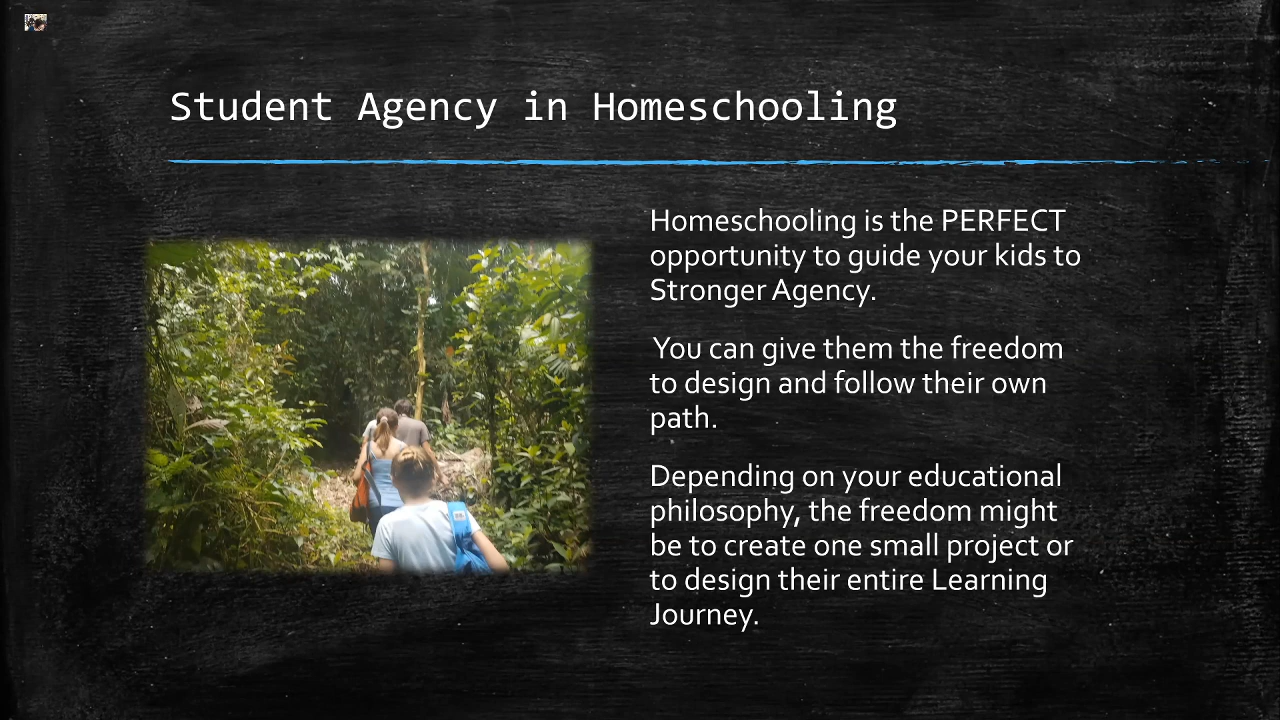 Student Agency in Homeschooling
Homeschooling is the PERFECT
opportunity to guide your kids to
Stronger Agency.
You can give them the freedom
to design and follow their own
path.
Depending on your educational
philosophy, the freedom might
be to create one small project or
to design their entire Learning
Journey.